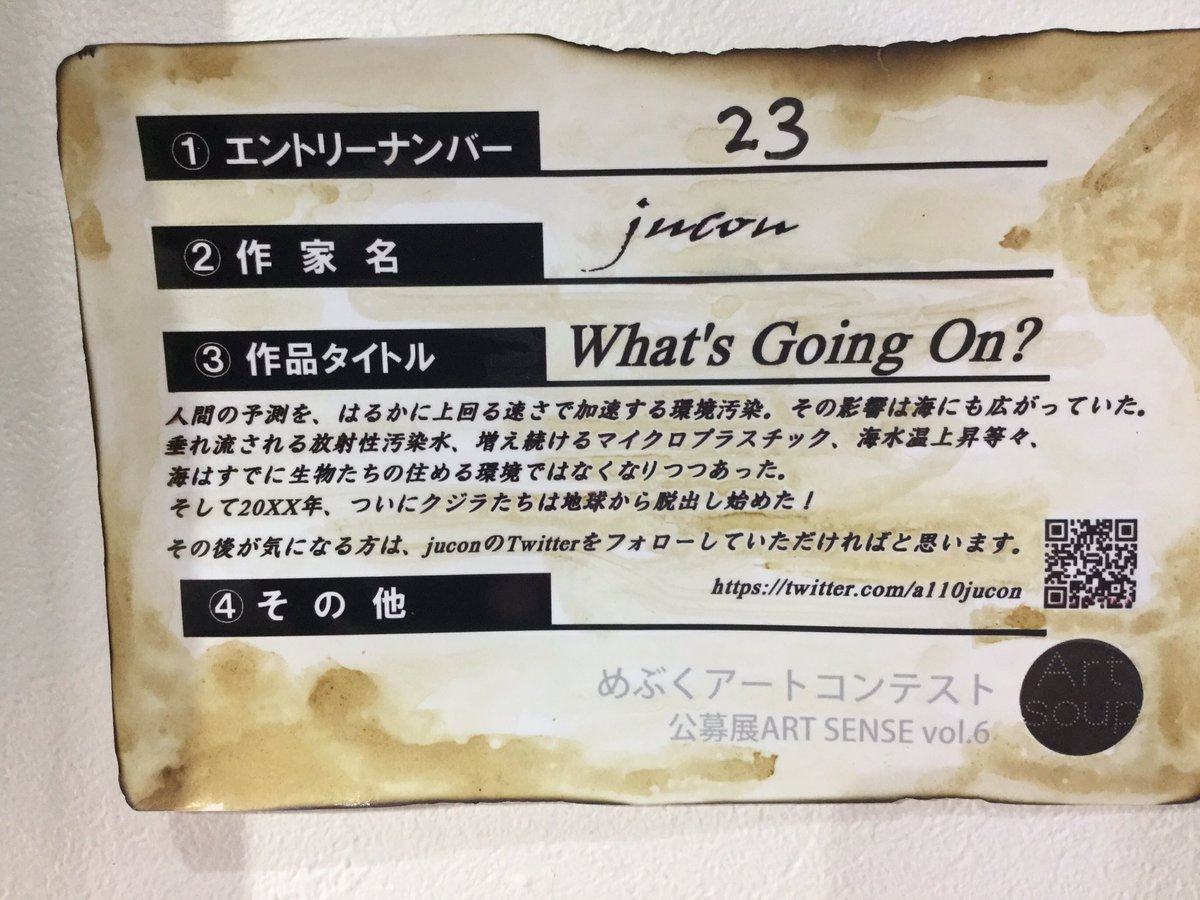 ① エントリーナンバー 23
② 作家名 jucon
③ 作品タイトル What's Going On?
人間の予測を、はるかに上回る速さで加速する環境汚染。その影響は海にも広がっていた。
垂れ流される放射性汚染水、増え続けるマイクロプラスチック、海水温上昇等々、
海はすでに生物たちの住める環境ではなくなりつつあった。
そして20XX年、ついにクジラたちは地球から脱出し始めた！
その後が気になる方は、juconのTwitterをフォローしていただければと思います。
https://twitter.com/a110jucon
④ その他
めぶくアートコンテスト
公募展ART SENSE vol.6
Art
soup